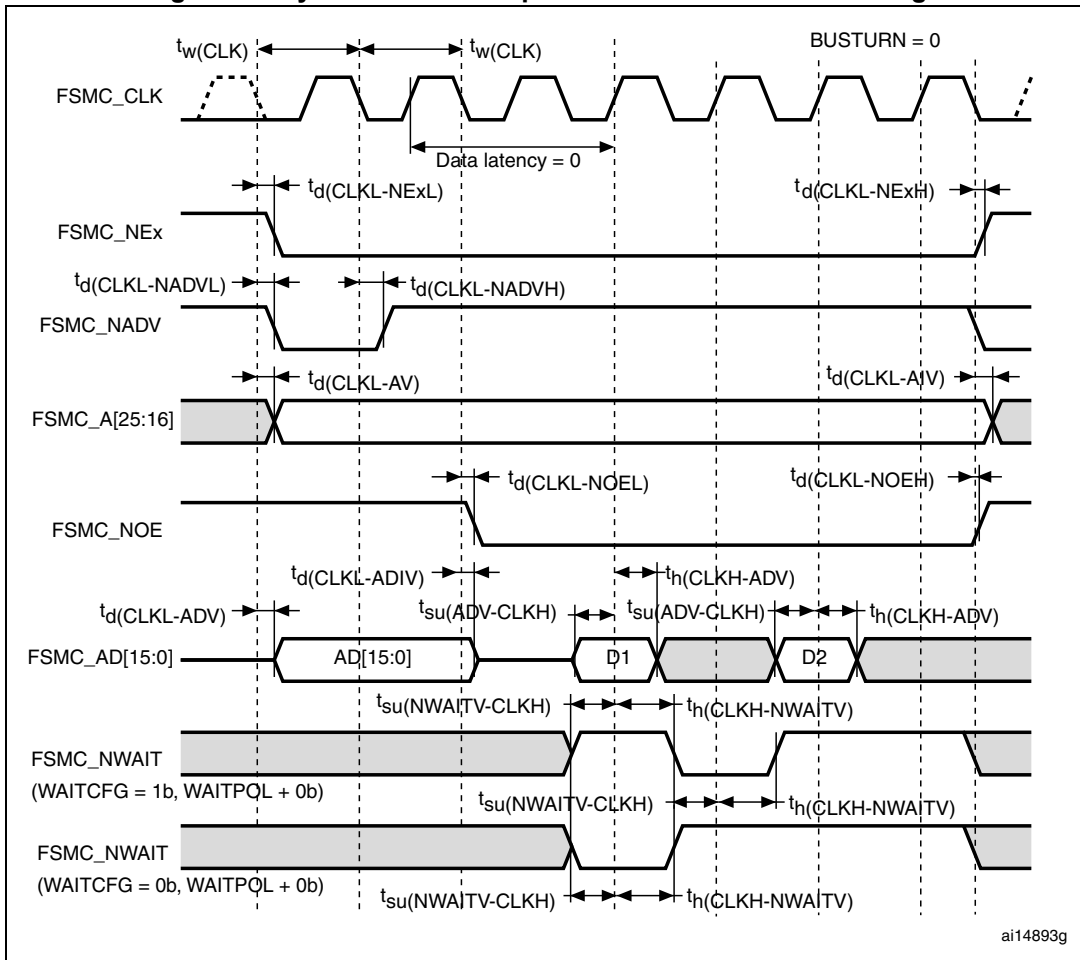 tw(CLK)
tw(CLK)
BUSTURN = 0
FSMC_CLK
Data latency = 0
td(CLKL-NExL)
td(CLKL-NExH)
FSMC_NEx
td(CLKL-NADVL)
td(CLKL-NADVH)
FSMC_NADV
td(CLKL-AV)
td(CLKL-AIV)
FSMC_A[25:16]
td(CLKL-NOEL)
td(CLKL-NOEH)
FSMC_NOE
td(CLKL-ADIV)
th(CLKH-ADV)
td(CLKL-ADV)
tsu(ADV-CLKH)
tsu(ADV-CLKH)
th(CLKH-ADV)
FSMC_AD[15:0]
AD[15:0]
D1
D2
tsu(NWAITV-CLKH)
th(CLKH-NWAITV)
FSMC_NWAIT
(WAITCFG = 1b, WAITPOL + 0b)
tsu(NWAITV-CLKH)
th(CLKH-NWAITV)
FSMC_NWAIT
(WAITCFG = 0b, WAITPOL + 0b)
tsu(NWAITV-CLKH)
th(CLKH-NWAITV)
ai14893g